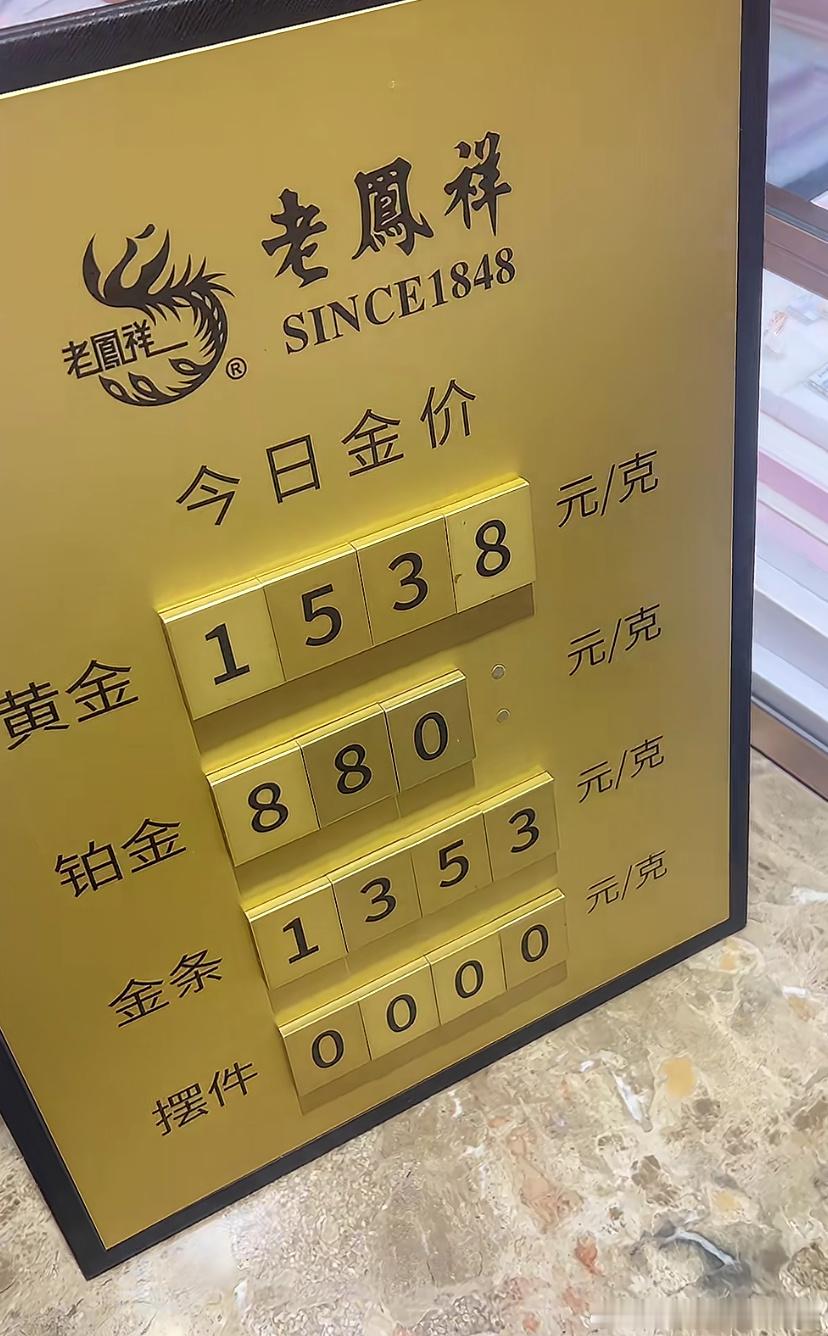 老鳳祥
SINCE1848
老鳳祥®
今日金价
黄金 1538 元/克
铂金 880 元/克
金条 1353 元/克
摆件 0000 元/克